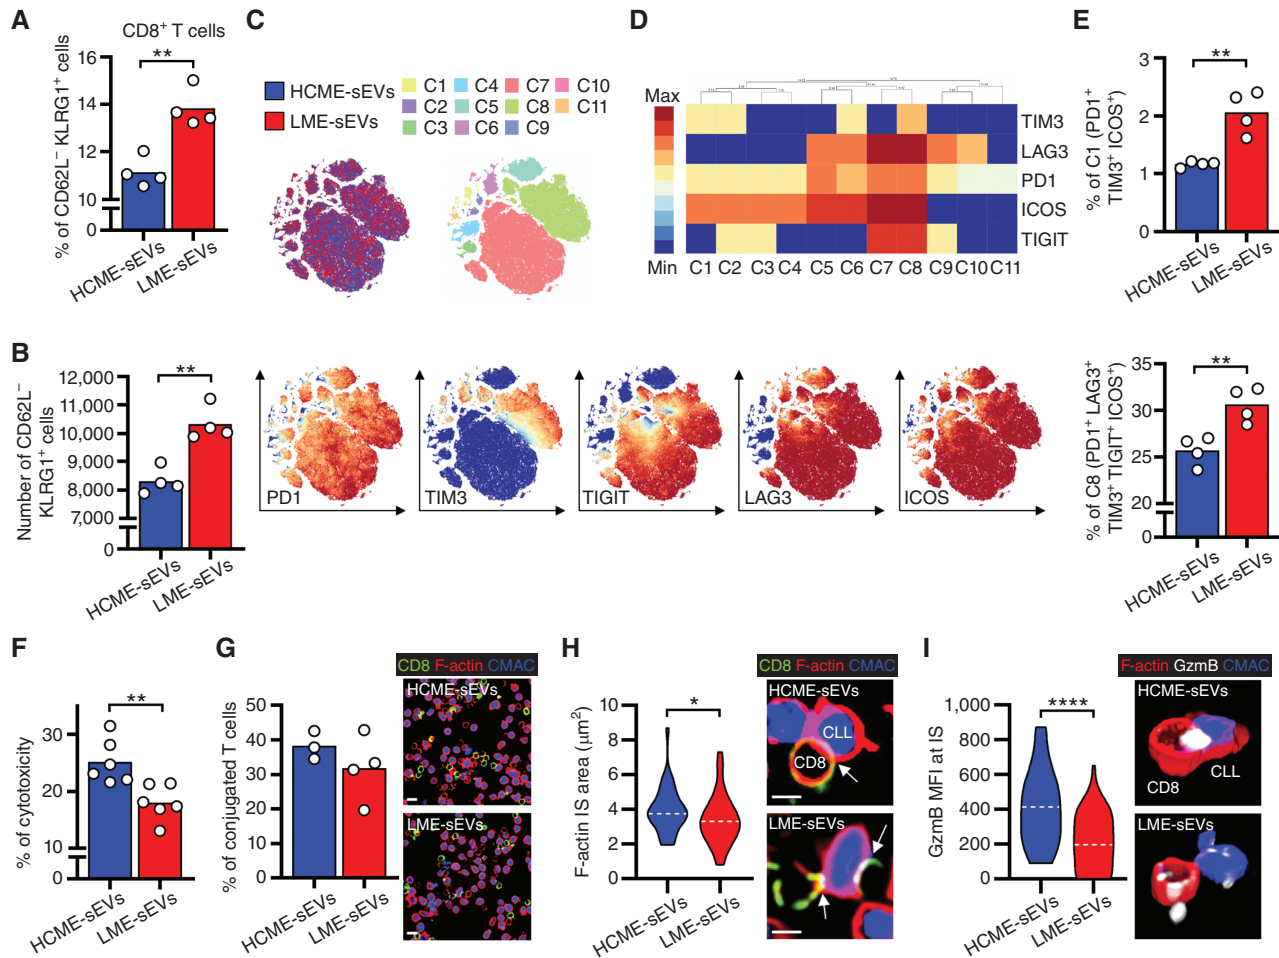 A
CD8⁺ T cells
% of CD62L⁻ KLRG1⁺ cells
16
14
12
10
0
**
HCME-sEVs
LME-sEVs
B
Number of CD62L⁻
KLRG1⁺ cells
12,000
11,000
10,000
9,000
8,000
7,000
0
**
HCME-sEVs
LME-sEVs
C
HCME-sEVs
LME-sEVs
C1 C4 C7 C10
C2 C5 C8 C11
C3 C6 C9
PD1
TIM3
TIGIT
LAG3
ICOS
D
Max
Min
TIM3
LAG3
PD1
ICOS
TIGIT
C1 C2 C3 C4 C5 C6 C7 C8 C9 C10 C11
E
% of C1 (PD1⁺
TIM3⁺ ICOS⁺)
3
2
1
0
**
HCME-sEVs
LME-sEVs
% of C8 (PD1⁺ LAG3⁺
TIM3⁺ TIGIT⁺ ICOS⁺)
35
30
25
20
0
**
HCME-sEVs
LME-sEVs
F
% of cytotoxicity
30
20
10
0
**
HCME-sEVs
LME-sEVs
G
% of conjugated T cells
50
40
30
20
10
0
HCME-sEVs
LME-sEVs
CD8 F-actin CMAC
HCME-sEVs
LME-sEVs
H
F-actin IS area (μm²)
10
8
6
4
2
0
*
HCME-sEVs
LME-sEVs
CD8 F-actin CMAC
HCME-sEVs
CLL
CD8
LME-sEVs
I
GzmB MFI at IS
1,000
800
600
400
200
0
****
HCME-sEVs
LME-sEVs
F-actin GzmB CMAC
HCME-sEVs
CLL
CD8
LME-sEVs